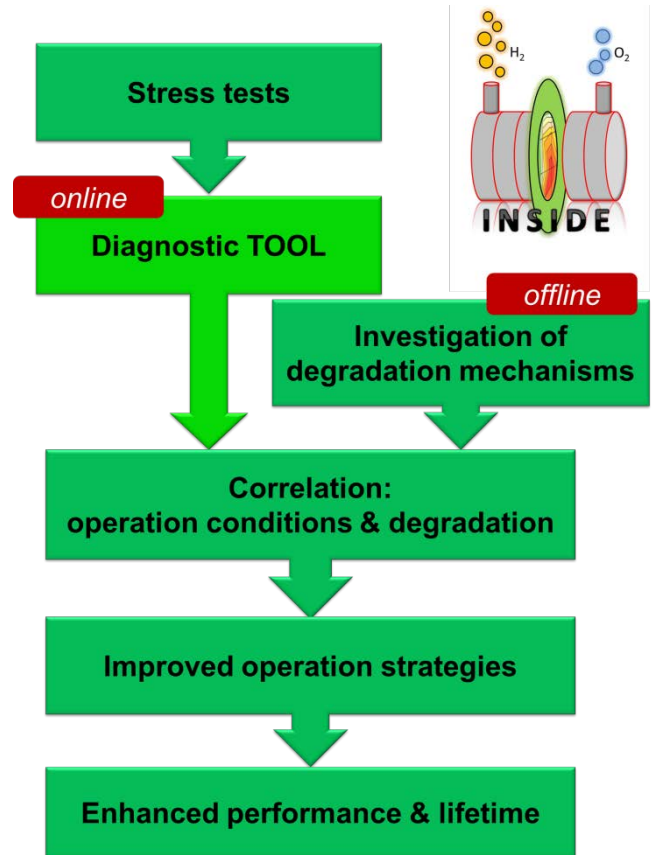 H₂
O₂
INSIDE
Stress tests
online
Diagnostic TOOL
offline
Investigation of
degradation mechanisms
Correlation:
operation conditions & degradation
Improved operation strategies
Enhanced performance & lifetime